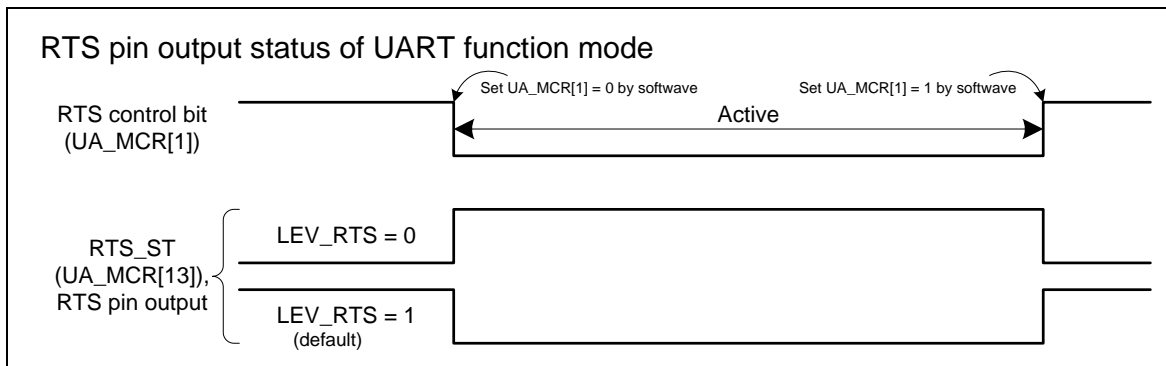 RTS pin output status of UART function mode
Set UA_MCR[1] = 0 by softwave
Set UA_MCR[1] = 1 by softwave
RTS control bit
(UA_MCR[1])
Active
LEV_RTS = 0
RTS_ST
(UA_MCR[13]),
RTS pin output
LEV_RTS = 1
(default)